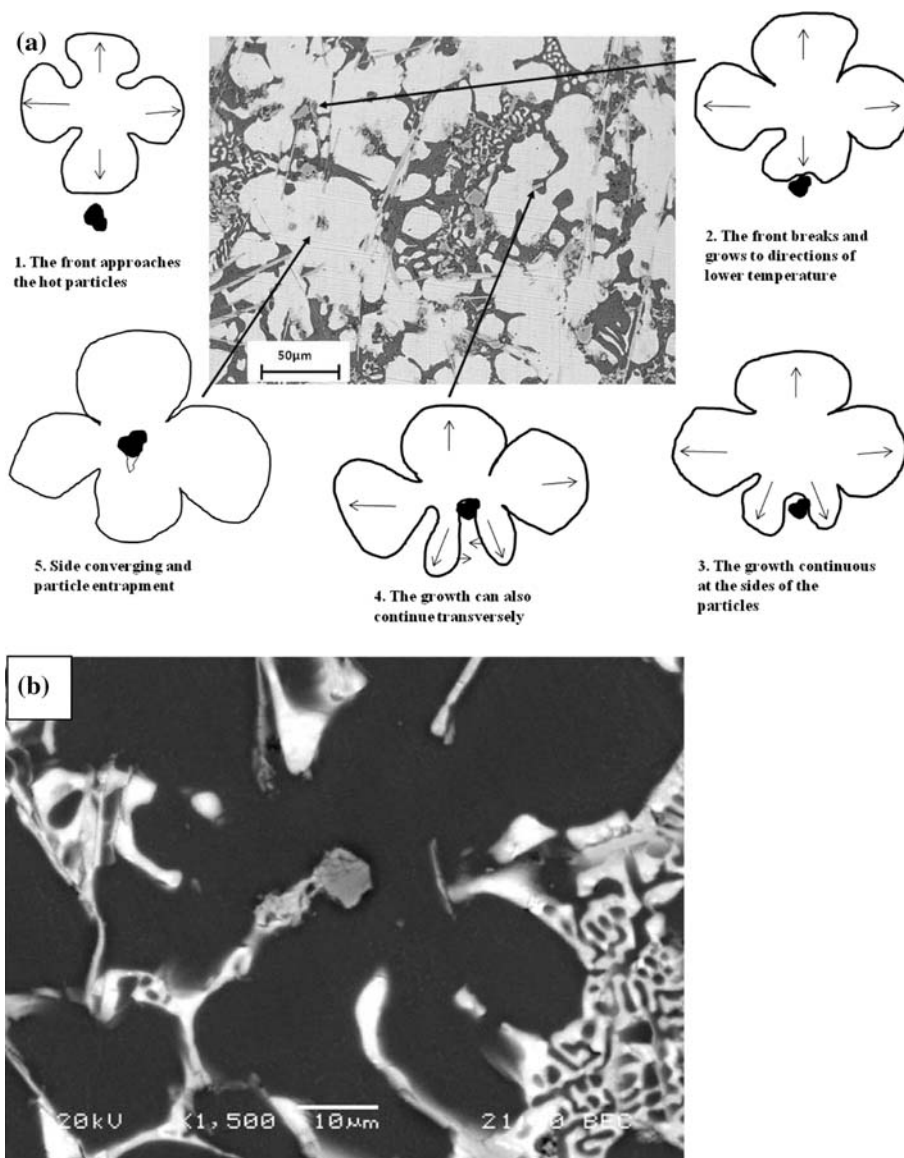 (a)
1. The front approaches
the hot particles
50μm
2. The front breaks and
grows to directions of
lower temperature
5. Side converging and
particle entrapment
4. The growth can also
continue transversely
3. The growth continuous
at the sides of the
particles
(b)
20kV X1,500 10μm BEC